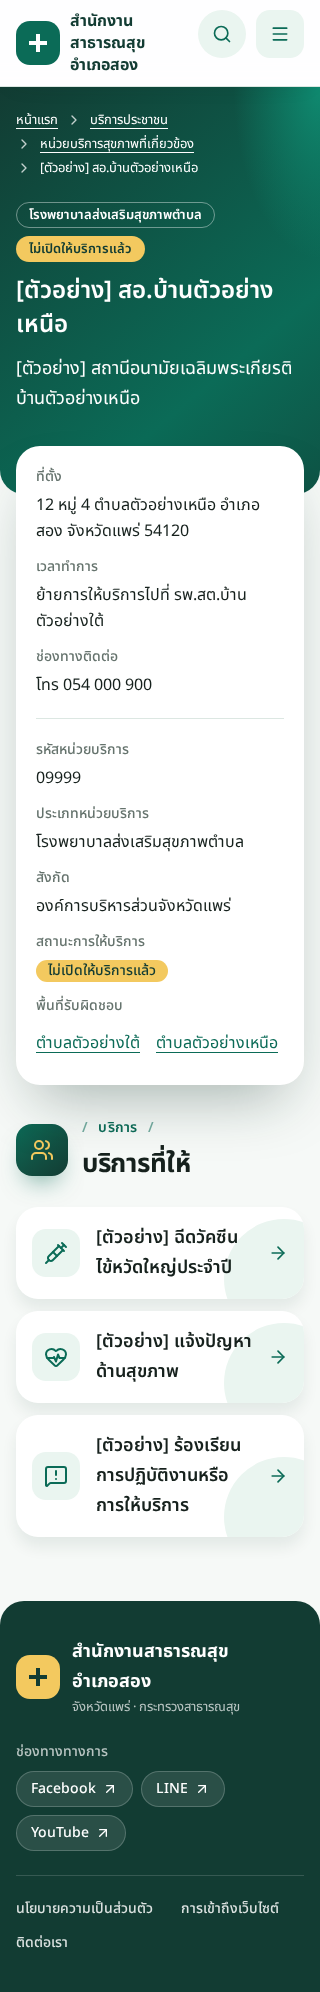 สำนักงาน
สาธารณสุข
อำเภอสอง
หน้าแรก > บริการประชาชน
> หน่วยบริการสุขภาพที่เกี่ยวข้อง
> [ตัวอย่าง] สอ.บ้านตัวอย่างเหนือ
โรงพยาบาลส่งเสริมสุขภาพตำบล
ไม่เปิดให้บริการแล้ว
[ตัวอย่าง] สอ.บ้านตัวอย่าง
เหนือ
[ตัวอย่าง] สถานีอนามัยเฉลิมพระเกียรติ
บ้านตัวอย่างเหนือ
ที่ตั้ง
12 หมู่ 4 ตำบลตัวอย่างเหนือ อำเภอ
สอง จังหวัดแพร่ 54120
เวลาทำการ
ย้ายการให้บริการไปที่ รพ.สต.บ้าน
ตัวอย่างใต้
ช่องทางติดต่อ
โทร 054 000 900
รหัสหน่วยบริการ
09999
ประเภทหน่วยบริการ
โรงพยาบาลส่งเสริมสุขภาพตำบล
สังกัด
องค์การบริหารส่วนจังหวัดแพร่
สถานะการให้บริการ
ไม่เปิดให้บริการแล้ว
พื้นที่รับผิดชอบ
ตำบลตัวอย่างใต้ ตำบลตัวอย่างเหนือ
/ บริการ /
บริการที่ให้
[ตัวอย่าง] ฉีดวัคซีน
ไข้หวัดใหญ่ประจำปี
[ตัวอย่าง] แจ้งปัญหา
ด้านสุขภาพ
[ตัวอย่าง] ร้องเรียน
การปฏิบัติงานหรือ
การให้บริการ
สำนักงานสาธารณสุข
อำเภอสอง
จังหวัดแพร่ · กระทรวงสาธารณสุข
ช่องทางทางการ
Facebook LINE
YouTube
นโยบายความเป็นส่วนตัว การเข้าถึงเว็บไซต์
ติดต่อเรา